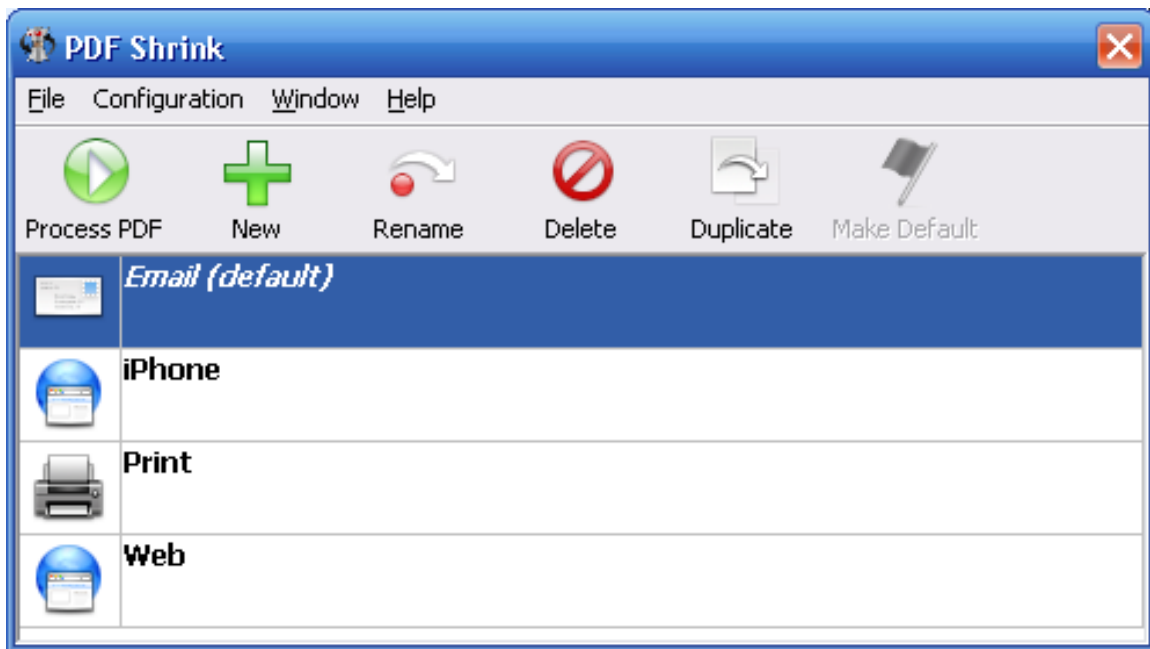 PDF Shrink
File Configuration Window Help
Process PDF New Rename Delete Duplicate Make Default
Email (default)
iPhone
Print
Web